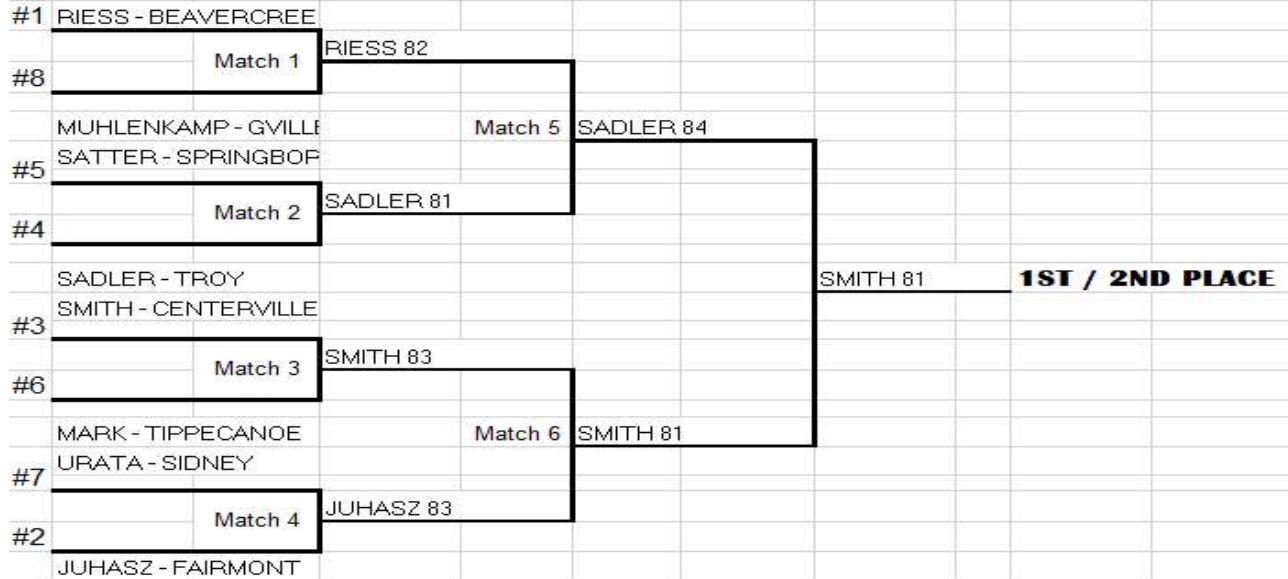 #1 RIESS - BEAVERCREE
RIESS 82
Match 1
#8
MUHLENKAMP - GVILLE
Match 5 SADLER 84
SATTER - SPRINGBOR
#5
SADLER 81
Match 2
#4
SADLER - TROY
SMITH 81 1ST / 2ND PLACE
SMITH - CENTERVILLE
#3
SMITH 83
Match 3
#6
MARK - TIPPECANOE
Match 6 SMITH 81
URATA - SIDNEY
#7
JUHASZ 83
Match 4
#2
JUHASZ - FAIRMONT